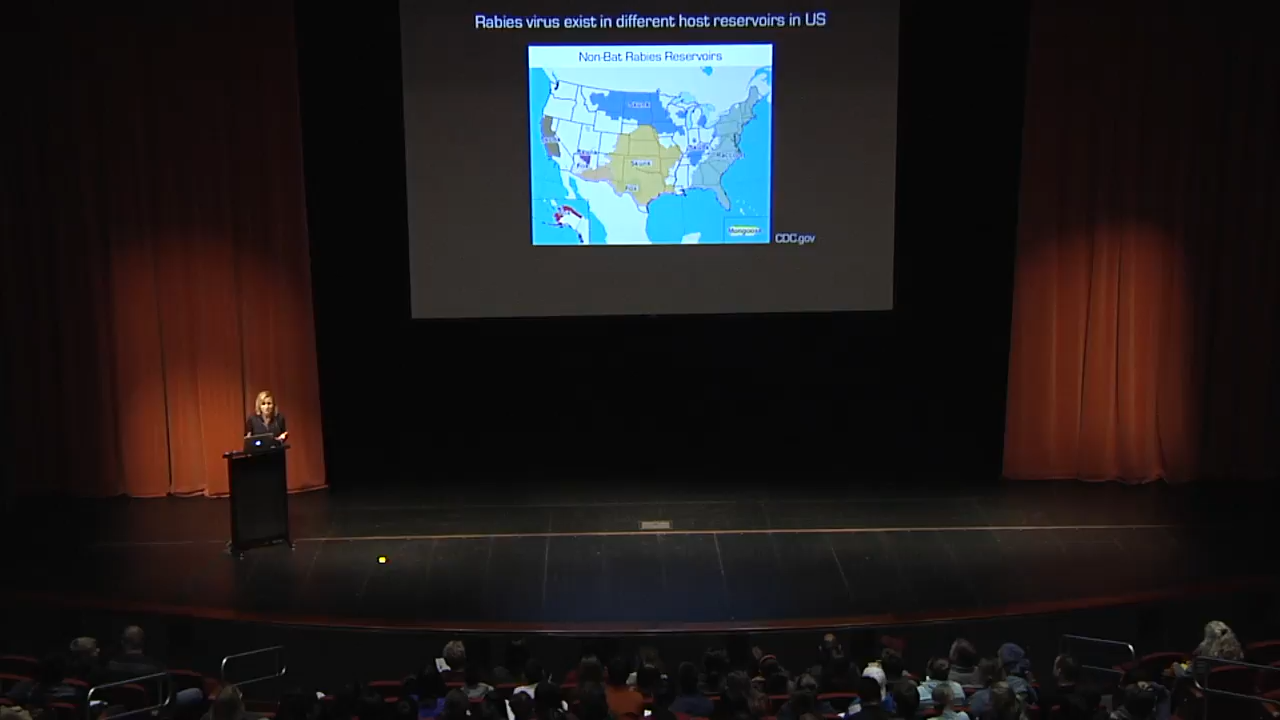 Rabies virus exist in different host reservoirs in US
Non-Bat Rabies Reservoirs
Skunk
Raccoon
Skunk
Fox
Mongoose
CDC.gov